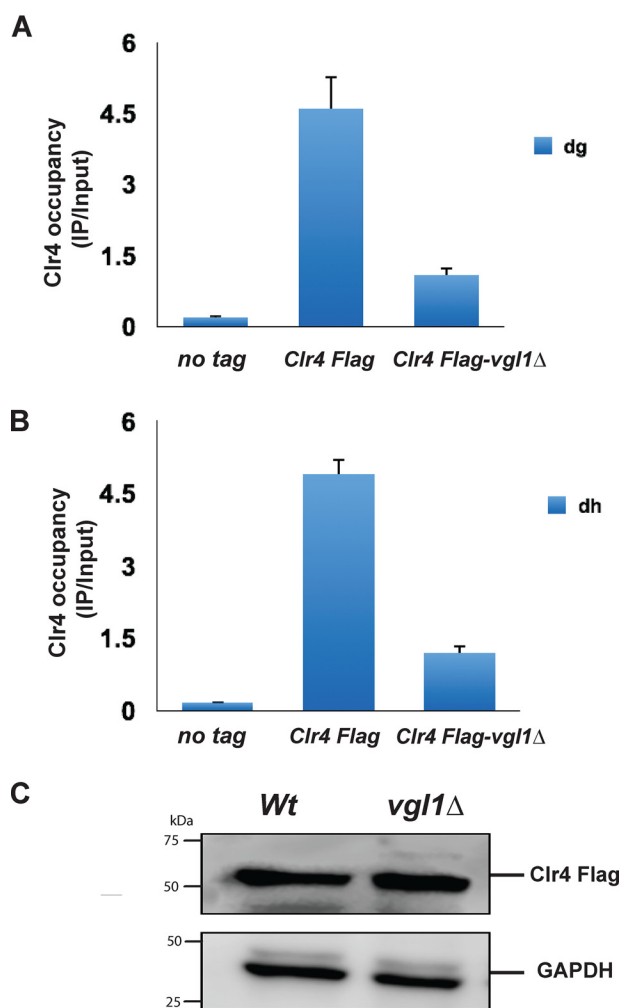 A
6
4.5
3
1.5
0
Clr4 occupancy
(IP/Input)
dg
no tag
Clr4 Flag
Clr4 Flag-vgl1Δ
B
6
4.5
3
1.5
0
Clr4 occupancy
(IP/Input)
dh
no tag
Clr4 Flag
Clr4 Flag-vgl1Δ
C
Wt
vgl1Δ
kDa
75
50
Clr4 Flag
50
25
GAPDH